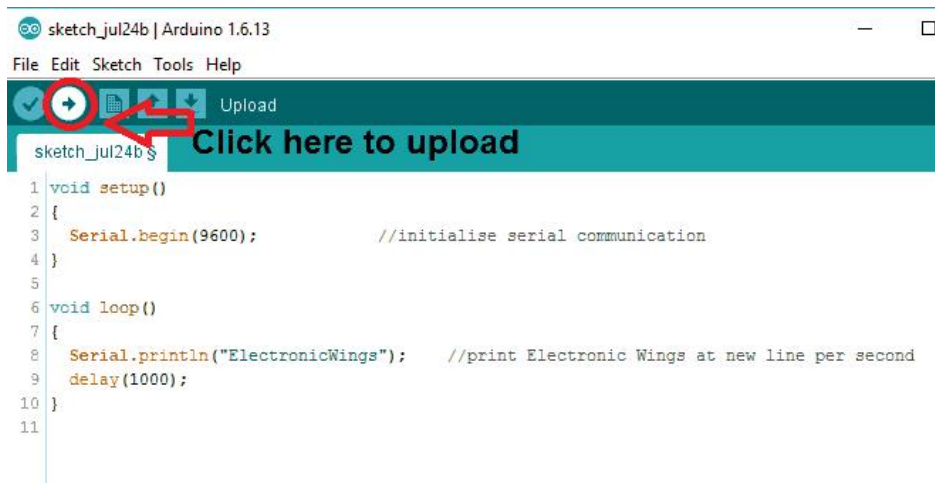 sketch_jul24b | Arduino 1.6.13
File Edit Sketch Tools Help
Upload
Click here to upload
sketch_jul24b §
1 void setup()
2 {
3 Serial.begin(9600); //initialise serial communication
4 }
5
6 void loop()
7 {
8 Serial.println("ElectronicWings"); //print Electronic Wings at new line per second
9 delay(1000);
10 }
11